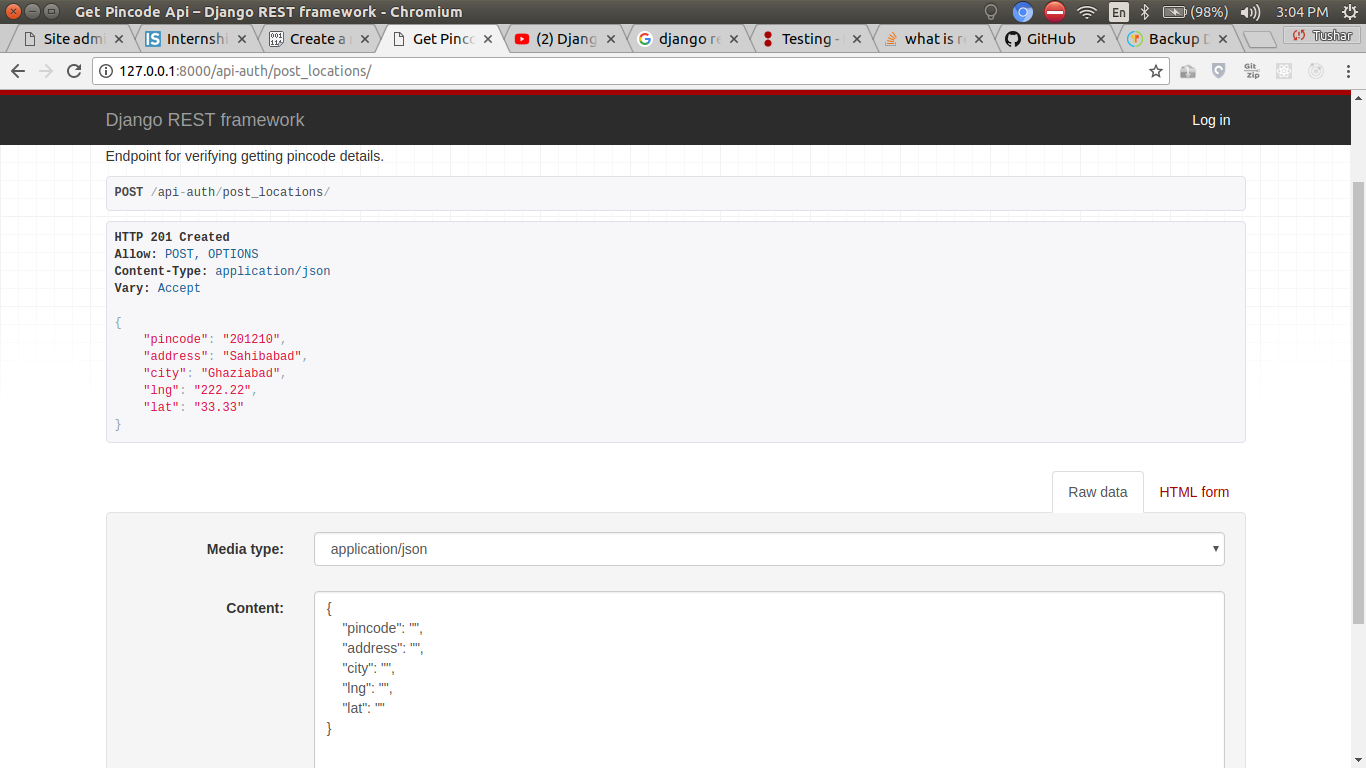 Get Pincode Api – Django REST framework - Chromium
En (98%) 3:04 PM
Site admi Internshi Create a Get Pinco (2) Djang django re Testing - what is re GitHub Backup D Tushar
127.0.0.1:8000/api-auth/post_locations/
Git Zip
Django REST framework Log in
Endpoint for verifying getting pincode details.
POST /api-auth/post_locations/
HTTP 201 Created
Allow: POST, OPTIONS
Content-Type: application/json
Vary: Accept
{
"pincode": "201210",
"address": "Sahibabad",
"city": "Ghaziabad",
"lng": "222.22",
"lat": "33.33"
}
Raw data HTML form
Media type: application/json
Content: {
"pincode": "",
"address": "",
"city": "",
"lng": "",
"lat": ""
}